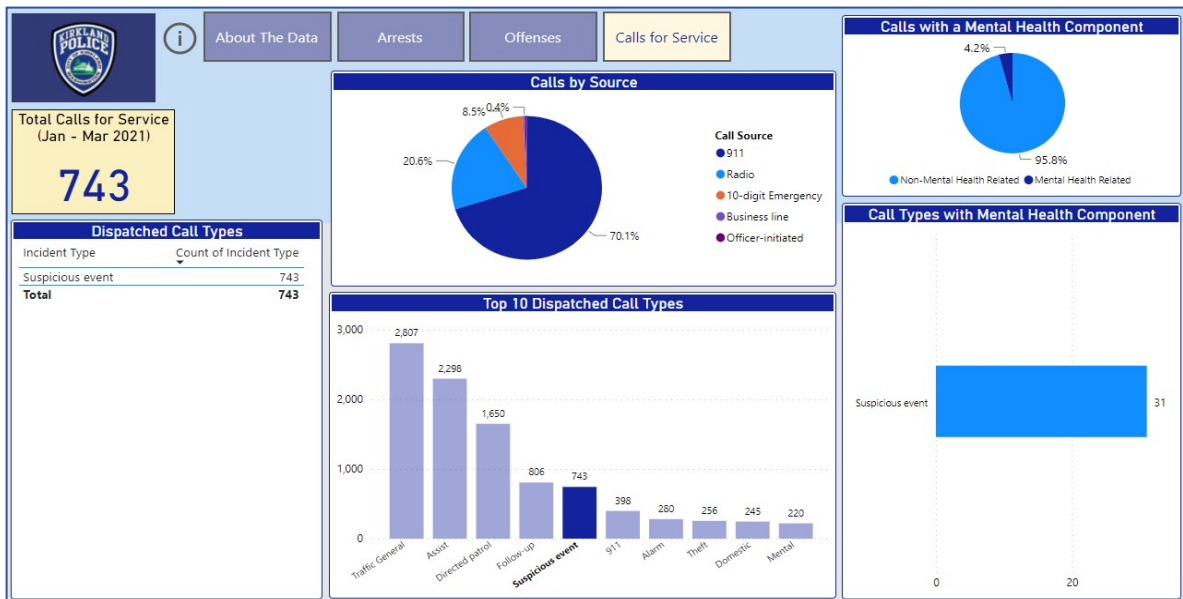 KIRKLAND
POLICE
i
About The Data
Arrests
Offenses
Calls for Service
Total Calls for Service
(Jan - Mar 2021)
743
Dispatched Call Types
Incident Type Count of Incident Type
Suspicious event 743
Total 743
Calls by Source
0.4%
8.5%
20.6%
70.1%
Call Source
911
Radio
10-digit Emergency
Business line
Officer-initiated
Top 10 Dispatched Call Types
3,000
2,000
1,000
0
2,807
2,298
1,650
806
743
398
280
256
245
220
Traffic General
Assist
Directed patrol
Follow-up
Suspicious event
911
Alarm
Theft
Domestic
Mental
Calls with a Mental Health Component
4.2%
95.8%
Non-Mental Health Related Mental Health Related
Call Types with Mental Health Component
Suspicious event
31
0 20